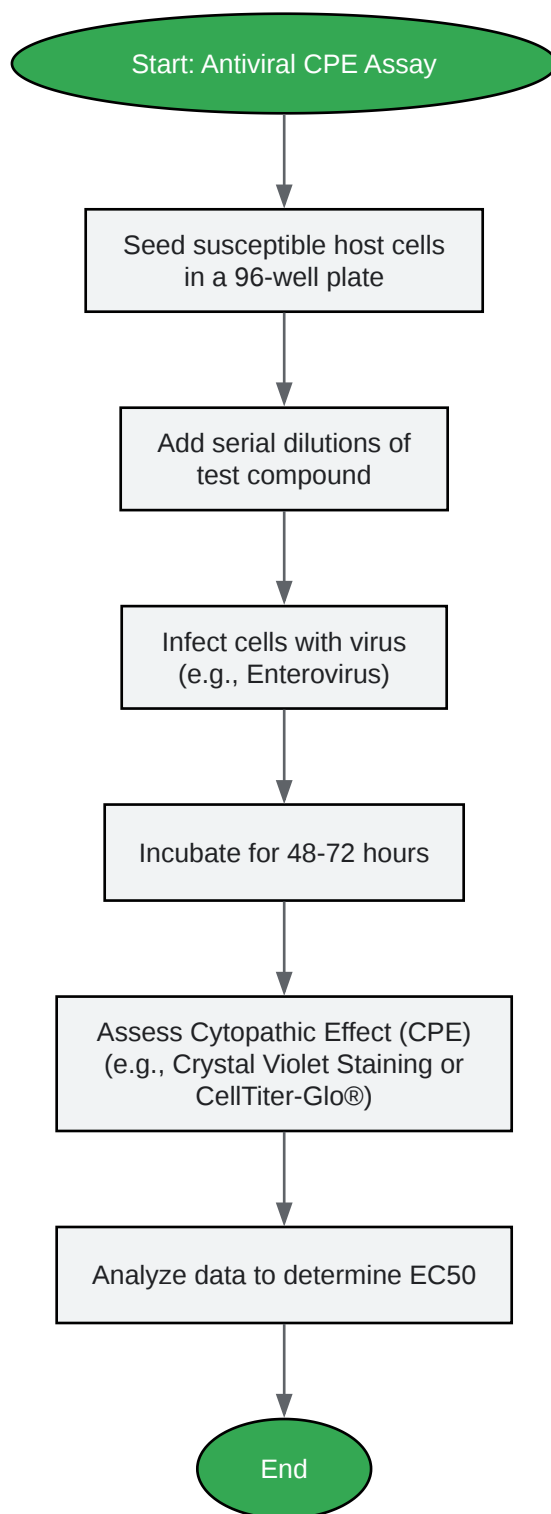 Start: Antiviral CPE Assay
Seed susceptible host cells
in a 96-well plate
Add serial dilutions of
test compound
Infect cells with virus
(e.g., Enterovirus)
Incubate for 48-72 hours
Assess Cytopathic Effect (CPE)
(e.g., Crystal Violet Staining or
CellTiter-Glo®)
Analyze data to determine EC50
End